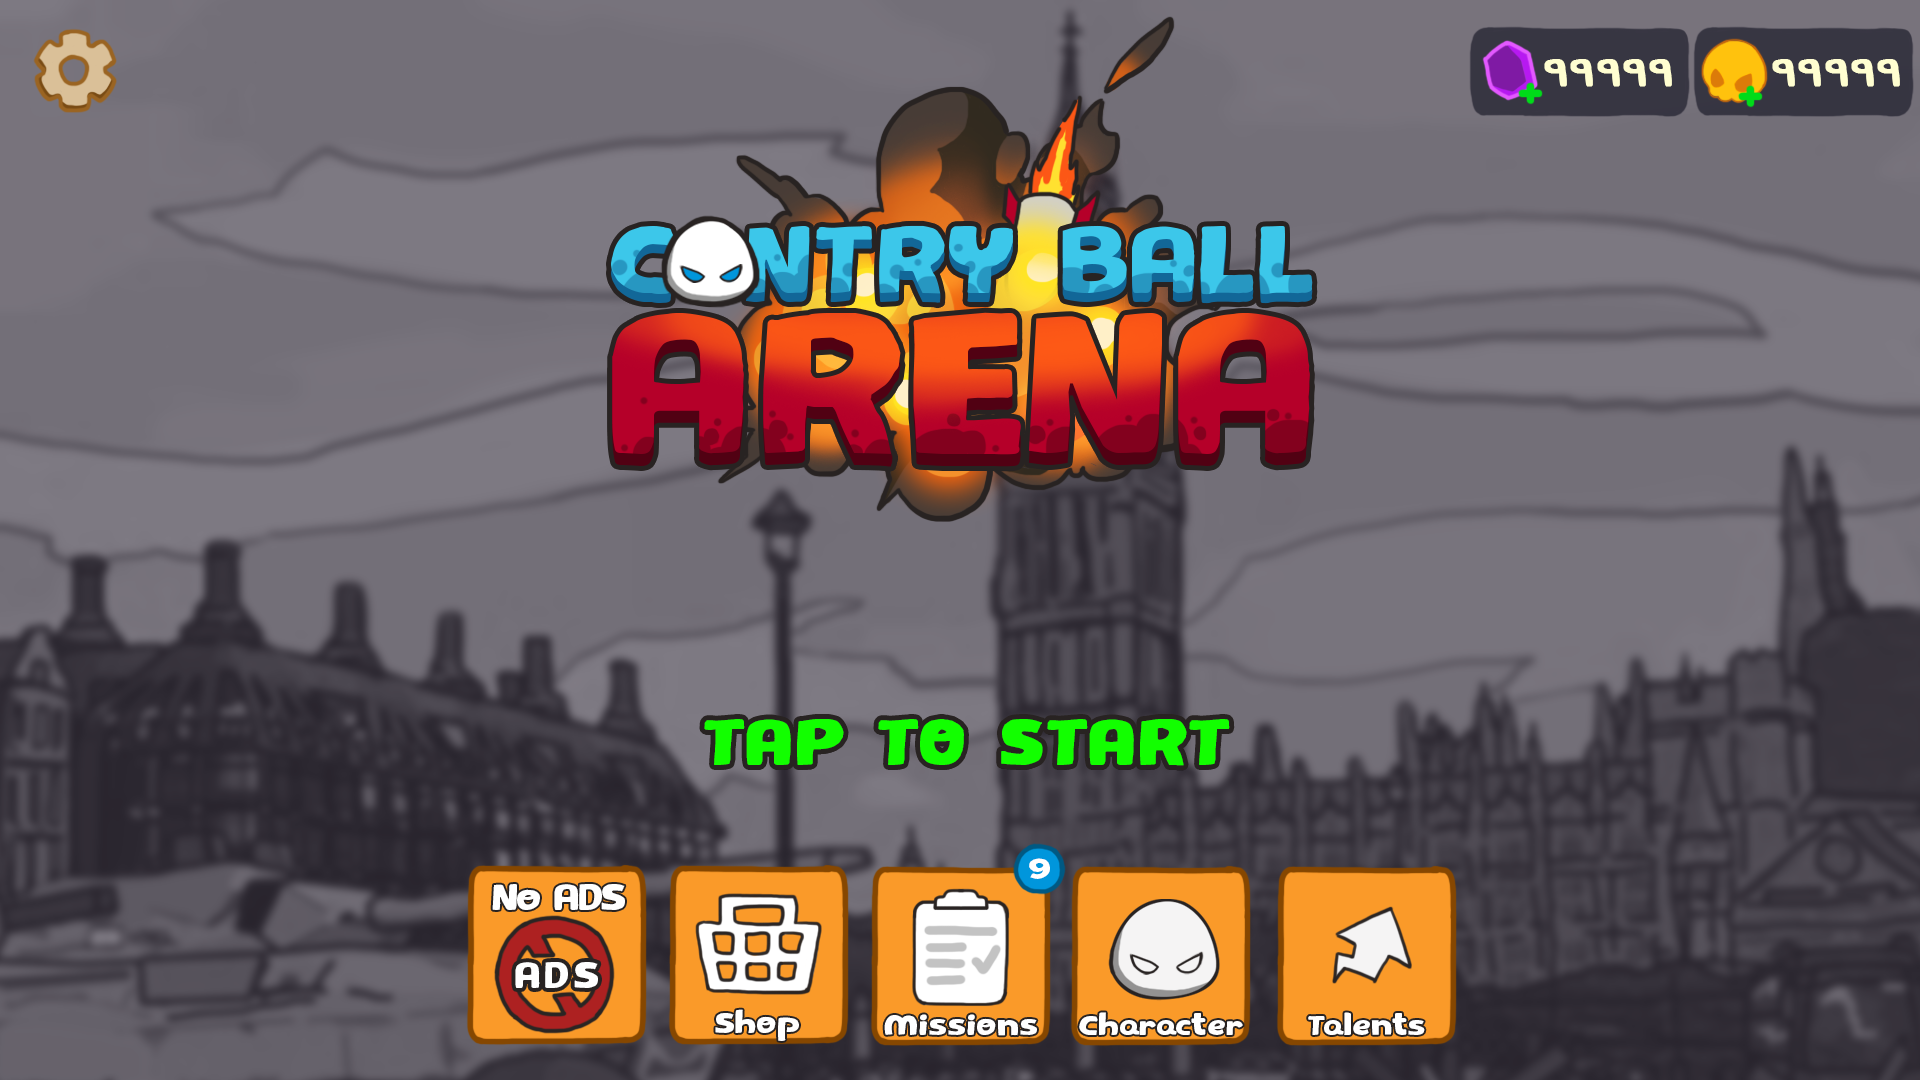 99999
99999
CONTRY BALL
ARENA
TAP TO START
No ADS
ADS
Shop
9
Missions
Character
Talents